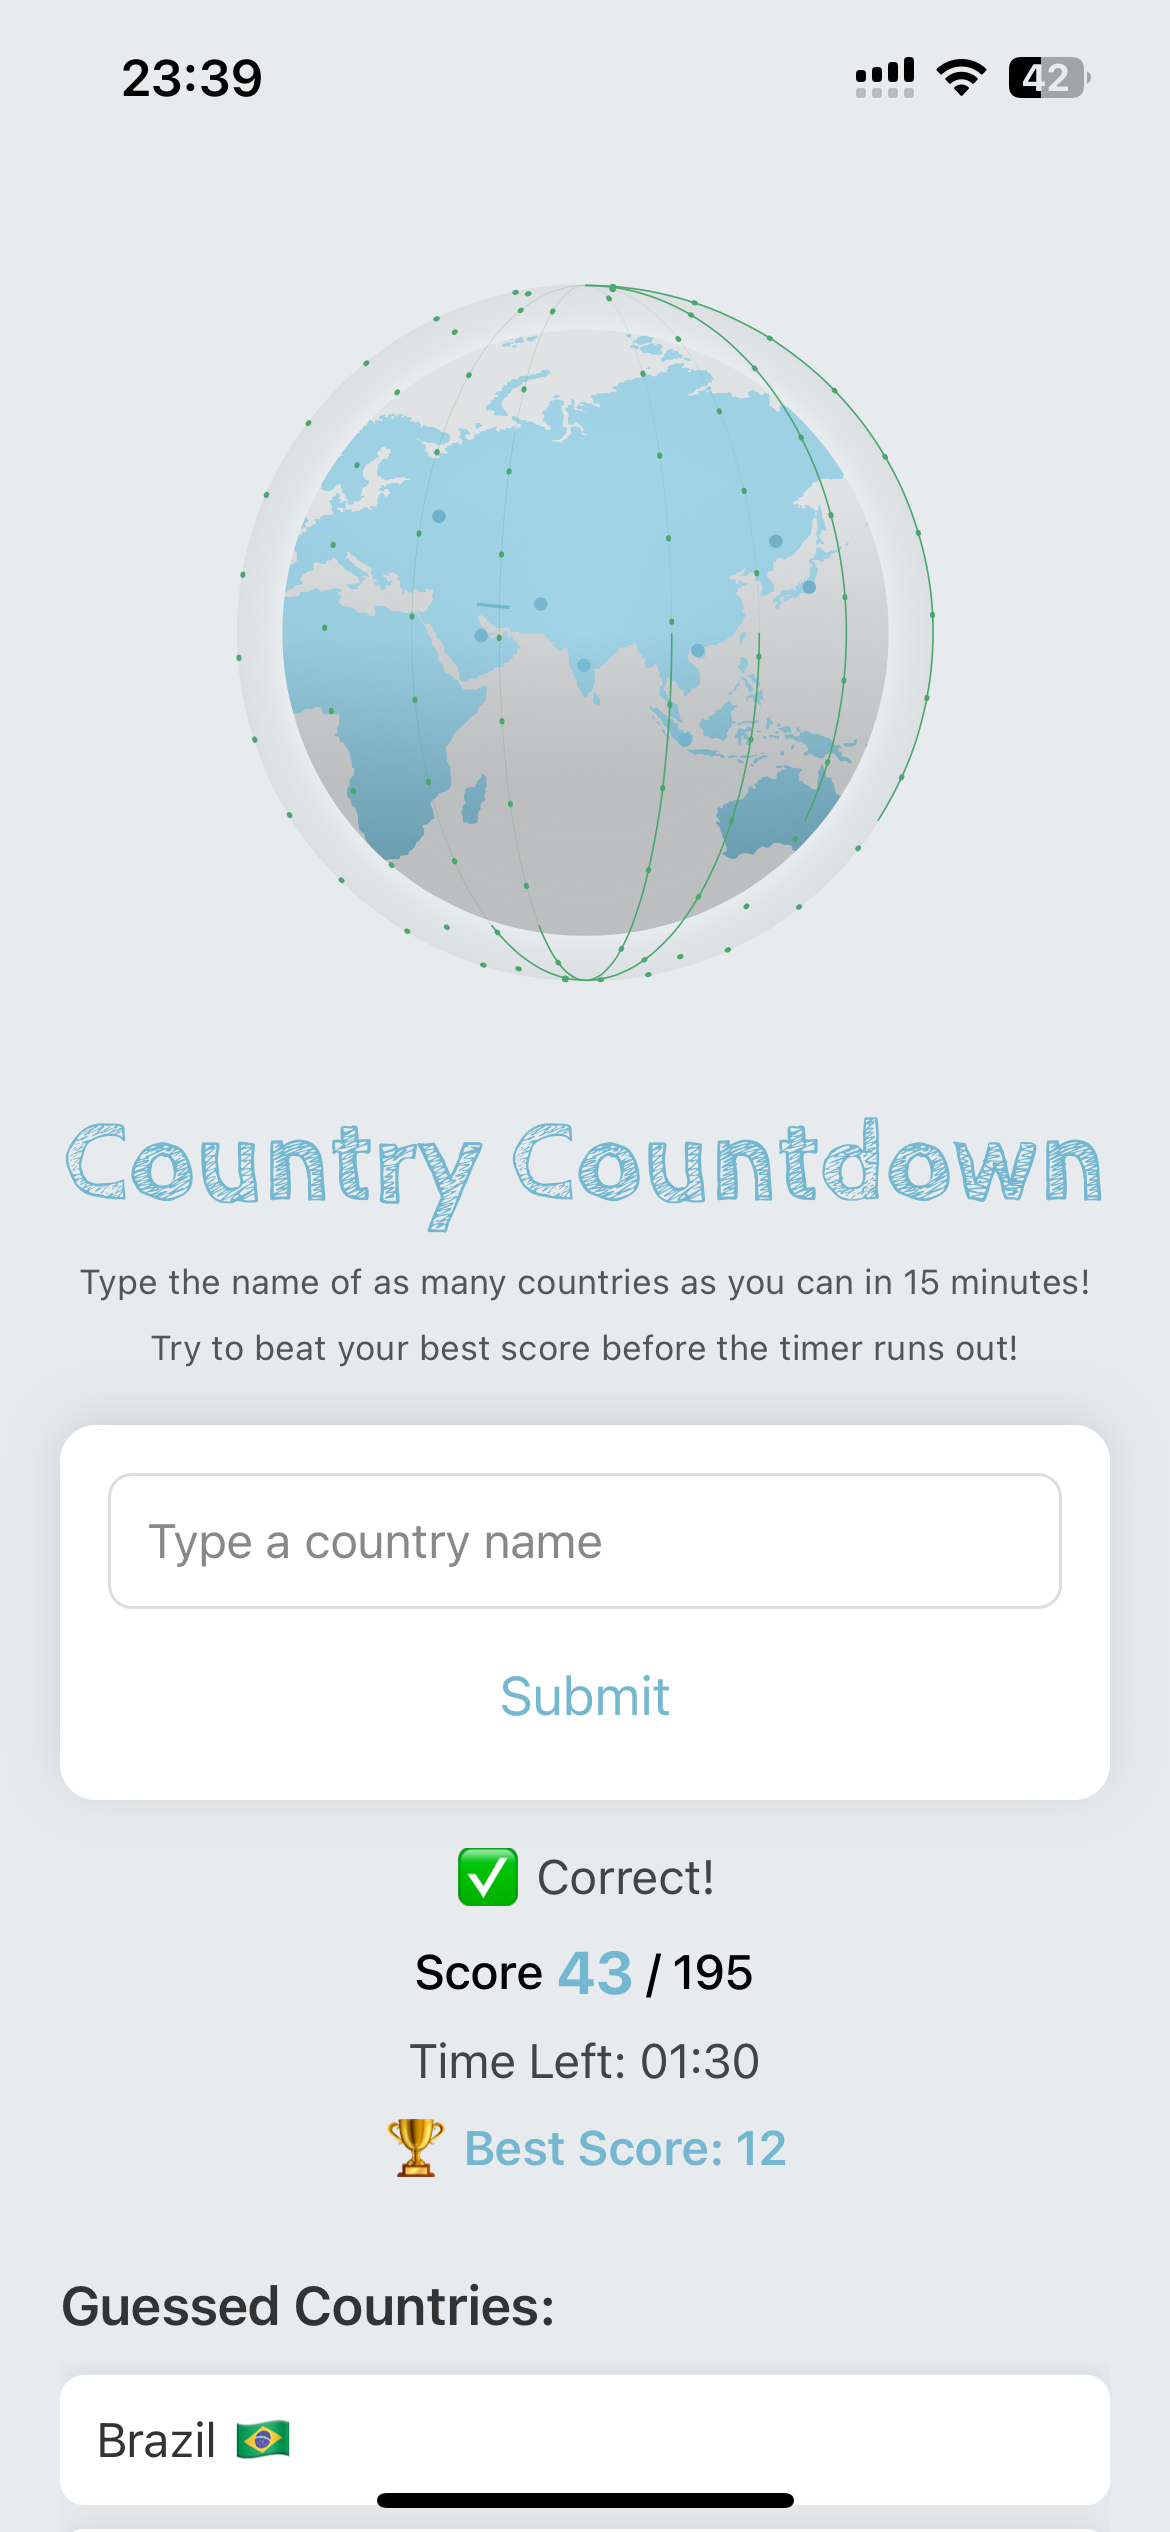 23:39
42
Country Countdown
Type the name of as many countries as you can in 15 minutes!
Try to beat your best score before the timer runs out!
Type a country name
Submit
✅ Correct!
Score 43 / 195
Time Left: 01:30
🏆 Best Score: 12
Guessed Countries:
Brazil 🇧🇷